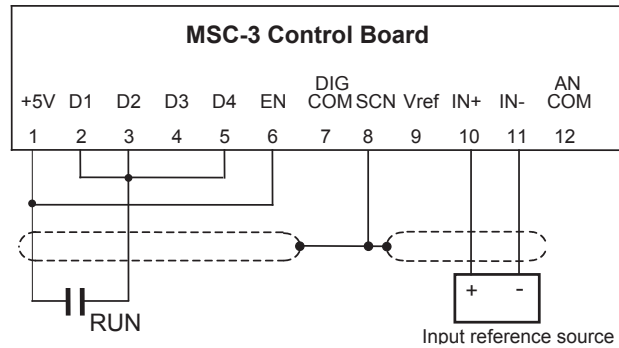 MSC-3 Control Board
+5V D1 D2 D3 D4 EN DIG COM SCN Vref IN+ IN- AN COM
1 2 3 4 5 6 7 8 9 10 11 12
+ -
RUN
Input reference source